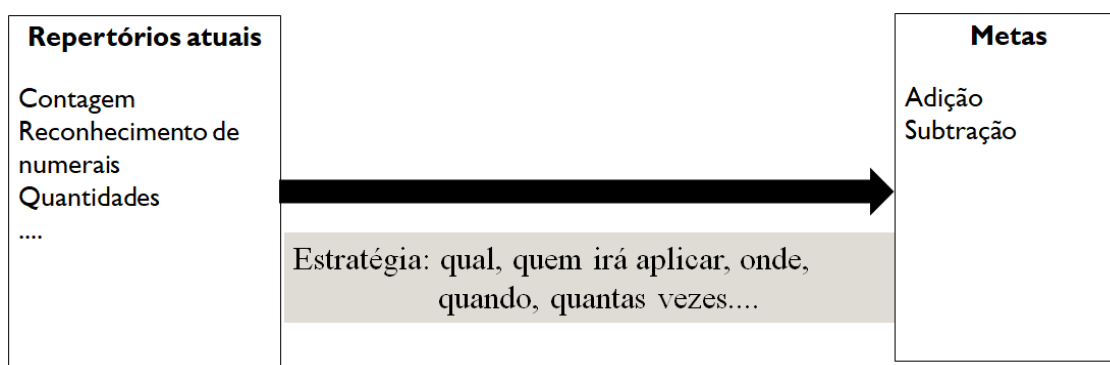 Repertórios atuais
Contagem
Reconhecimento de
numerais
Quantidades
....
Estratégia: qual, quem irá aplicar, onde,
quando, quantas vezes....
Metas
Adição
Subtração